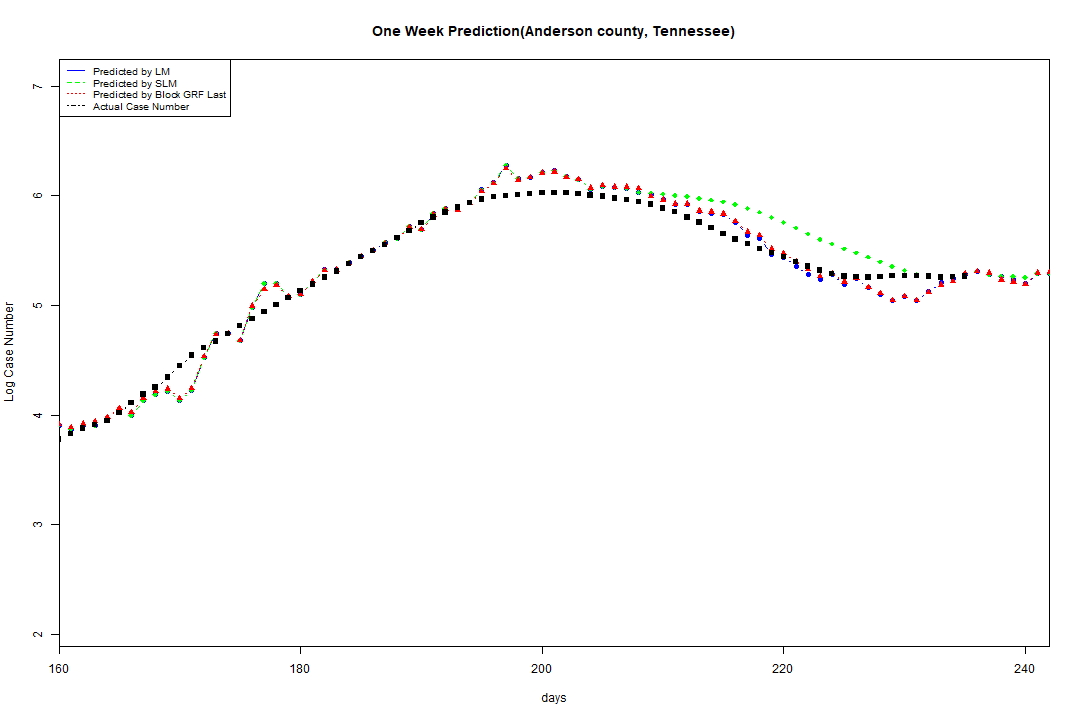 One Week Prediction(Anderson county, Tennessee)
Predicted by LM
Predicted by SLM
Predicted by Block GRF Last
Actual Case Number
7
6
5
4
3
2
Log Case Number
160 180 200 220 240
days